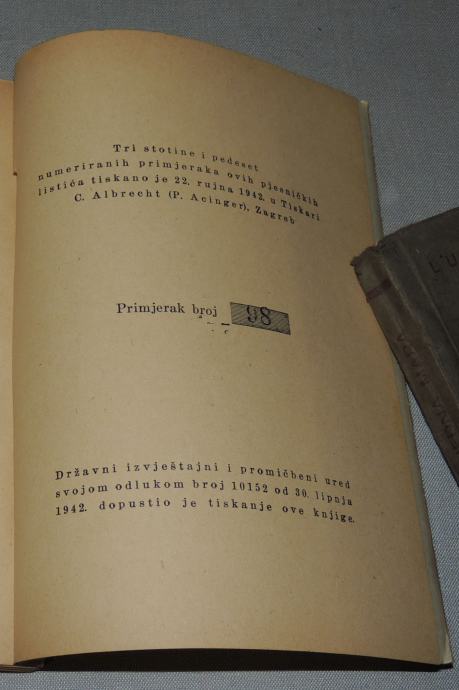 Tri stotine i pedeset
numeriranih primjeraka ovih pjesničkih
listića tiskano je 22. rujna 1942. u Tiskari
C. Albrecht (P. Acinger), Zagreb
Primjerak broj 98
Državni izvještajni i promičbeni ured
svojom odlukom broj 10152 od 30. lipnja
1942. dopustio je tiskanje ove knjige.